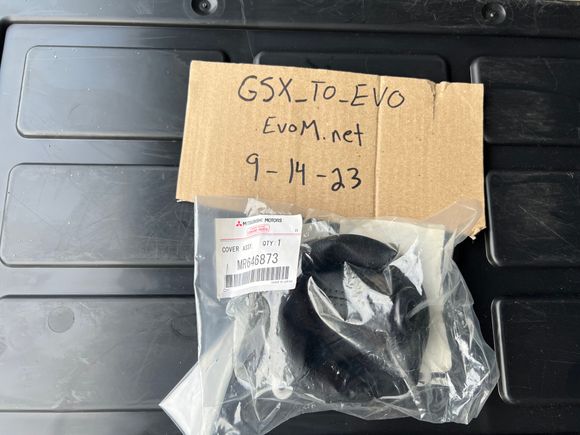 GSX_TO_EVO
EvoM.net
9-14-23
MITSUBISHI MOTORS
COVER ASSY QTY.1
MR646873